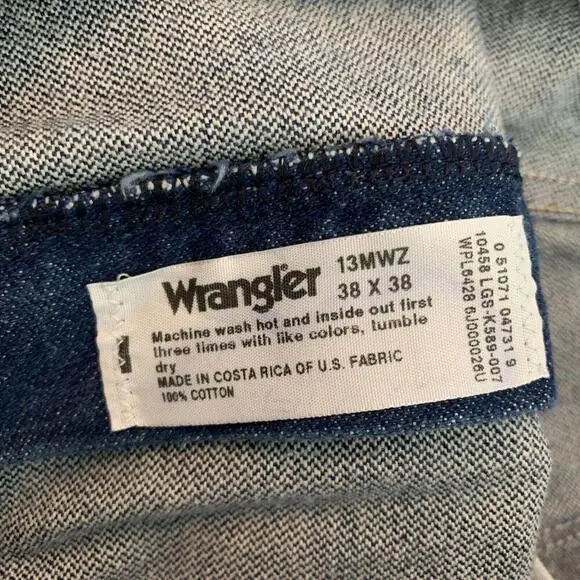 Wrangler
13MWZ
38 X 38
Machine wash hot and inside out first
three times with like colors, tumble
dry
MADE IN COSTA RICA OF U.S. FABRIC
100% COTTON
0 51071 04731 9
10458 LGS-K589-007
WPL6428 6J000026U